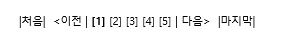 |처음| <이전 | [1] [2] [3] [4] [5] | 다음> |마지막|